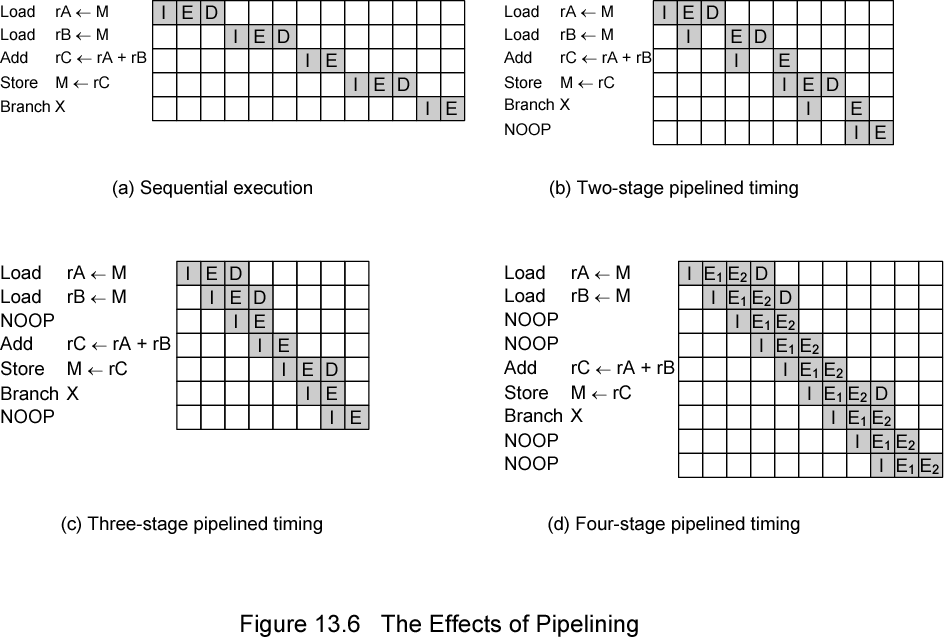 Load rA ← M I E D
Load rB ← M I E D
Add rC ← rA + rB I E
Store M ← rC I E D
Branch X I E
(a) Sequential execution
Load rA ← M I E D
Load rB ← M I E D
Add rC ← rA + rB I E
Store M ← rC I E D
Branch X I E
NOOP I E
(b) Two-stage pipelined timing
Load rA ← M I E D
Load rB ← M I E D
NOOP I E
Add rC ← rA + rB I E
Store M ← rC I E D
Branch X I E
NOOP I E
(c) Three-stage pipelined timing
Load rA ← M I E₁ E₂ D
Load rB ← M I E₁ E₂ D
NOOP I E₁ E₂
NOOP I E₁ E₂
Add rC ← rA + rB I E₁ E₂
Store M ← rC I E₁ E₂ D
Branch X I E₁ E₂
NOOP I E₁ E₂
NOOP I E₁ E₂
(d) Four-stage pipelined timing
Figure 13.6 The Effects of Pipelining